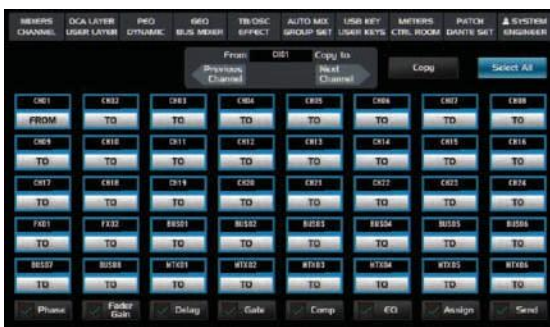 MIXERS DCA LAYER PEQ GEQ TB/OSC AUTO MIX USB KEY METERS PATCH SYSTEM
CHANNEL USER LAYER DYNAMIC BUS MIXER EFFECT GROUP SET USER KEYS CTRL ROOM DANTE SET ENGINEER
From CH01 Copy to
Previous Channel
Next Channel
Copy
Select All
CH01 CH02 CH03 CH04 CH05 CH06 CH07 CH08
FROM TO TO TO TO TO TO TO
CH09 CH10 CH11 CH12 CH13 CH14 CH15 CH16
TO TO TO TO TO TO TO TO
CH17 CH18 CH19 CH20 CH21 CH22 CH23 CH24
TO TO TO TO TO TO TO TO
FX01 FX02 BUS01 BUS02 BUS03 BUS04 BUS05 BUS06
TO TO TO TO TO TO TO TO
BUS07 BUS08 MTX01 MTX02 MTX03 MTX04 MTX05 MTX06
TO TO TO TO TO TO TO TO
Phase Fader Gain Delay Gate Comp EQ Assign Send